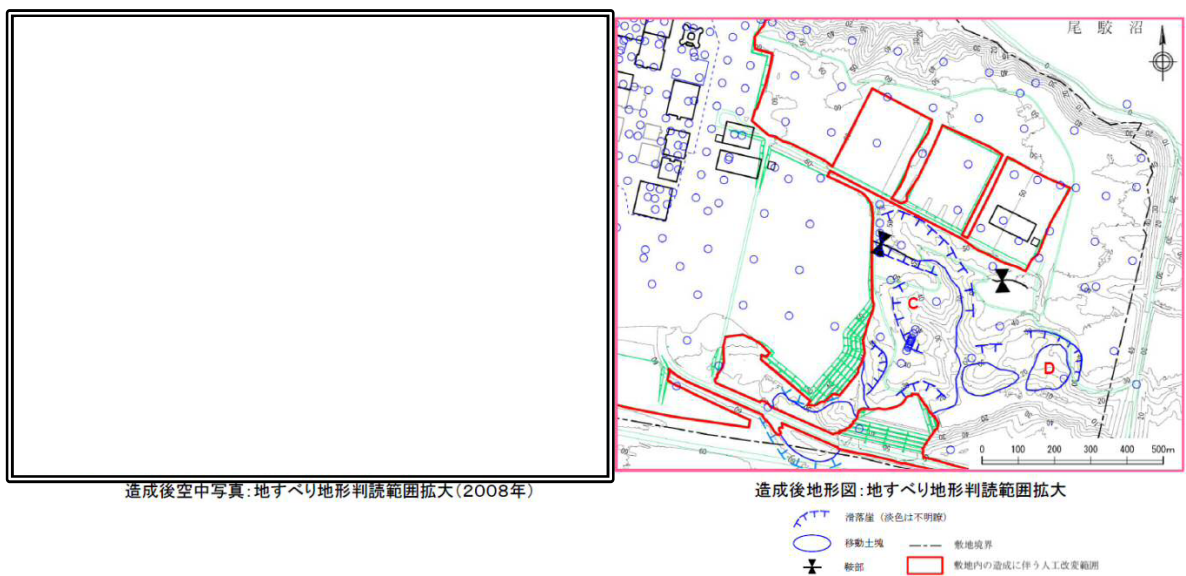 尾駮沼
C
D
0 100 200 300 400 500m
造成後空中写真:地すべり地形判読範囲拡大(2008年)
造成後地形図:地すべり地形判読範囲拡大
滑落崖(淡色は不明瞭)
移動土塊
敷地境界
鞍部
敷地内の造成に伴う人工改変範囲